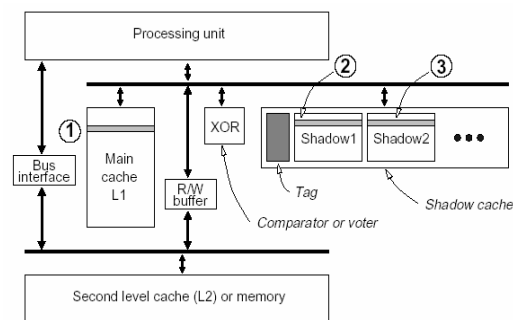 Processing unit
1
2
3
Main
cache
L1
XOR
Shadow1
Shadow2
Bus
interface
R/W
buffer
Tag
Comparator or voter
Shadow cache
Second level cache (L2) or memory